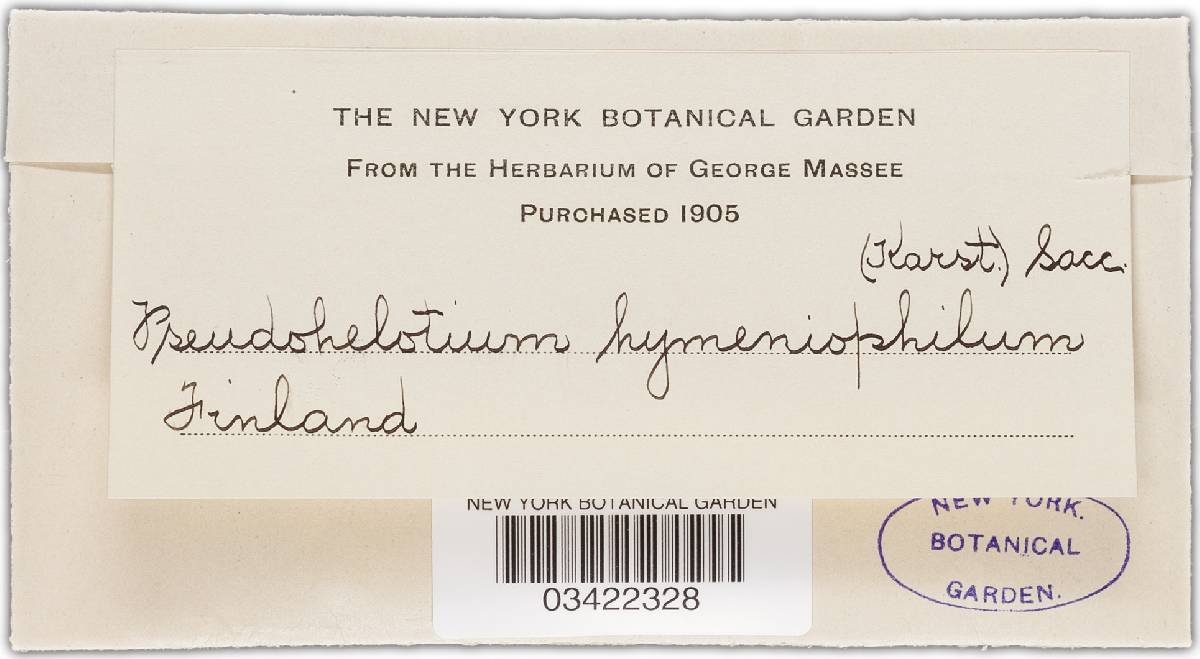 THE NEW YORK BOTANICAL GARDEN
FROM THE HERBARIUM OF GEORGE MASSEE
PURCHASED 1905
(Karst.) Sacc.
Pseudohelotium hymeniophilum
Finland
NEW YORK BOTANICAL GARDEN
03422328
NEW YORK.
BOTANICAL
GARDEN.